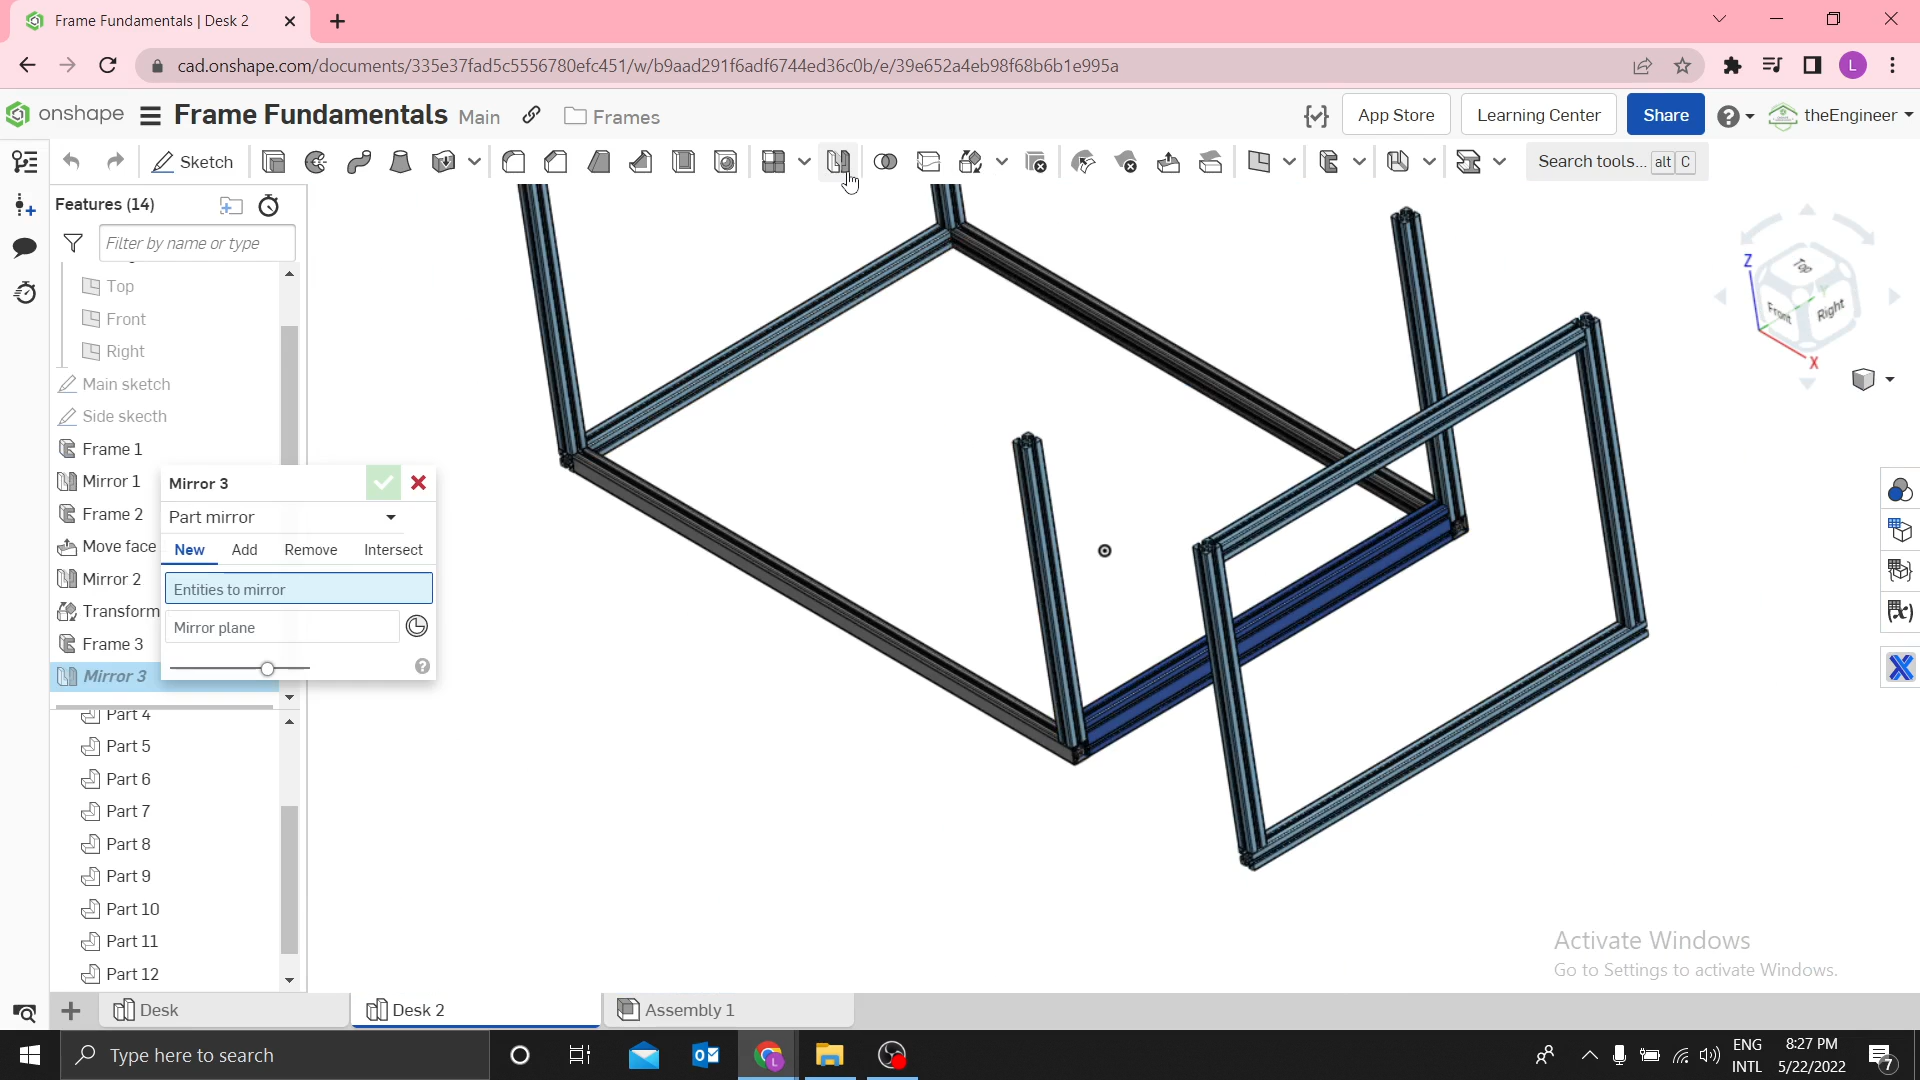 Frame Fundamentals | Desk 2
cad.onshape.com/documents/335e37fad5c5556780efc451/w/b9aad291f6adf6744ed36c0b/e/39e652a4eb98f68b6b1e995a
L
onshape Frame Fundamentals Main Frames
App Store Learning Center Share theEngineer
Sketch
Search tools... alt C
Features (14)
Filter by name or type
Top
Front
Right
Main sketch
Side skecth
Frame 1
Mirror 1
Frame 2
Move face
Mirror 2
Transform
Frame 3
Mirror 3
Mirror 3
Part mirror
New Add Remove Intersect
Entities to mirror
Mirror plane
Part 4
Part 5
Part 6
Part 7
Part 8
Part 9
Part 10
Part 11
Part 12
Z
Top
Front
Right
Y
X
Activate Windows
Go to Settings to activate Windows.
Desk
Desk 2
Assembly 1
Type here to search
ENG
INTL
8:27 PM
5/22/2022
7